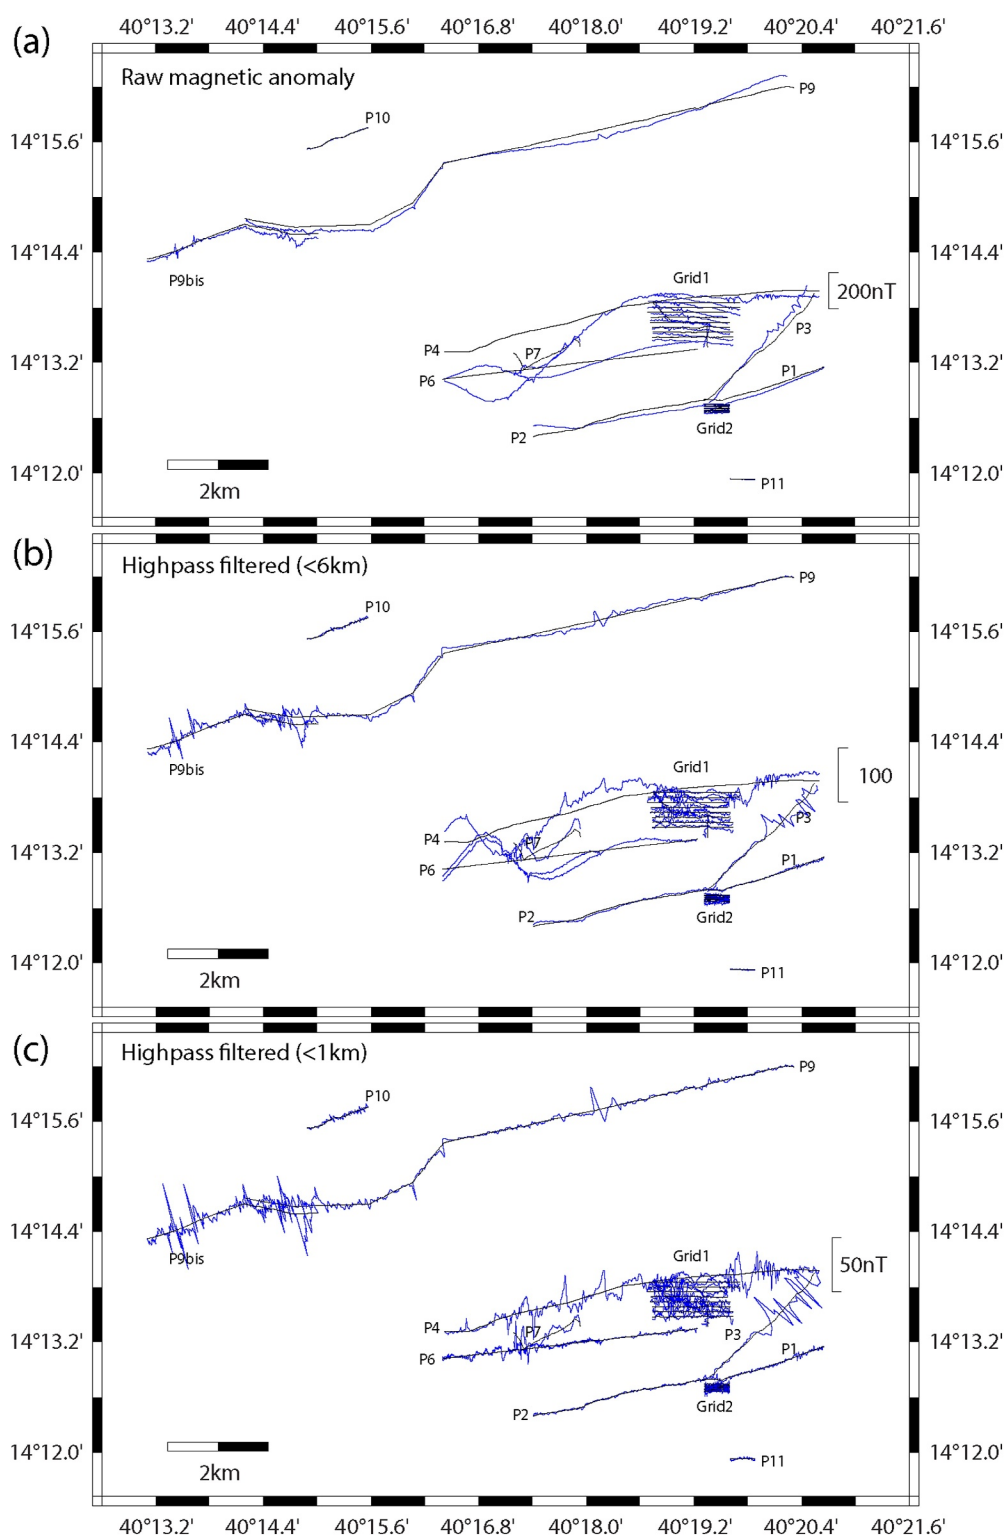 40°13.2' 40°14.4' 40°15.6' 40°16.8' 40°18.0' 40°19.2' 40°20.4' 40°21.6'
(a)
Raw magnetic anomaly
P9
P10
14°15.6' 14°15.6'
14°14.4' 14°14.4'
P9bis
Grid1
200nT
P3
P4
P7
14°13.2' 14°13.2'
P6
P1
P2
Grid2
14°12.0' 14°12.0'
P11
2km
(b)
Highpass filtered (<6km)
P9
P10
14°15.6' 14°15.6'
14°14.4' 14°14.4'
P9bis
Grid1
100
P3
P4
P7
14°13.2' 14°13.2'
P6
P1
P2
Grid2
14°12.0' 14°12.0'
P11
2km
(c)
Highpass filtered (<1km)
P9
P10
14°15.6' 14°15.6'
14°14.4' 14°14.4'
P9bis
Grid1
50nT
P4
P7
P3
14°13.2' 14°13.2'
P6
P1
P2
Grid2
14°12.0' 14°12.0'
P11
2km
40°13.2' 40°14.4' 40°15.6' 40°16.8' 40°18.0' 40°19.2' 40°20.4' 40°21.6'